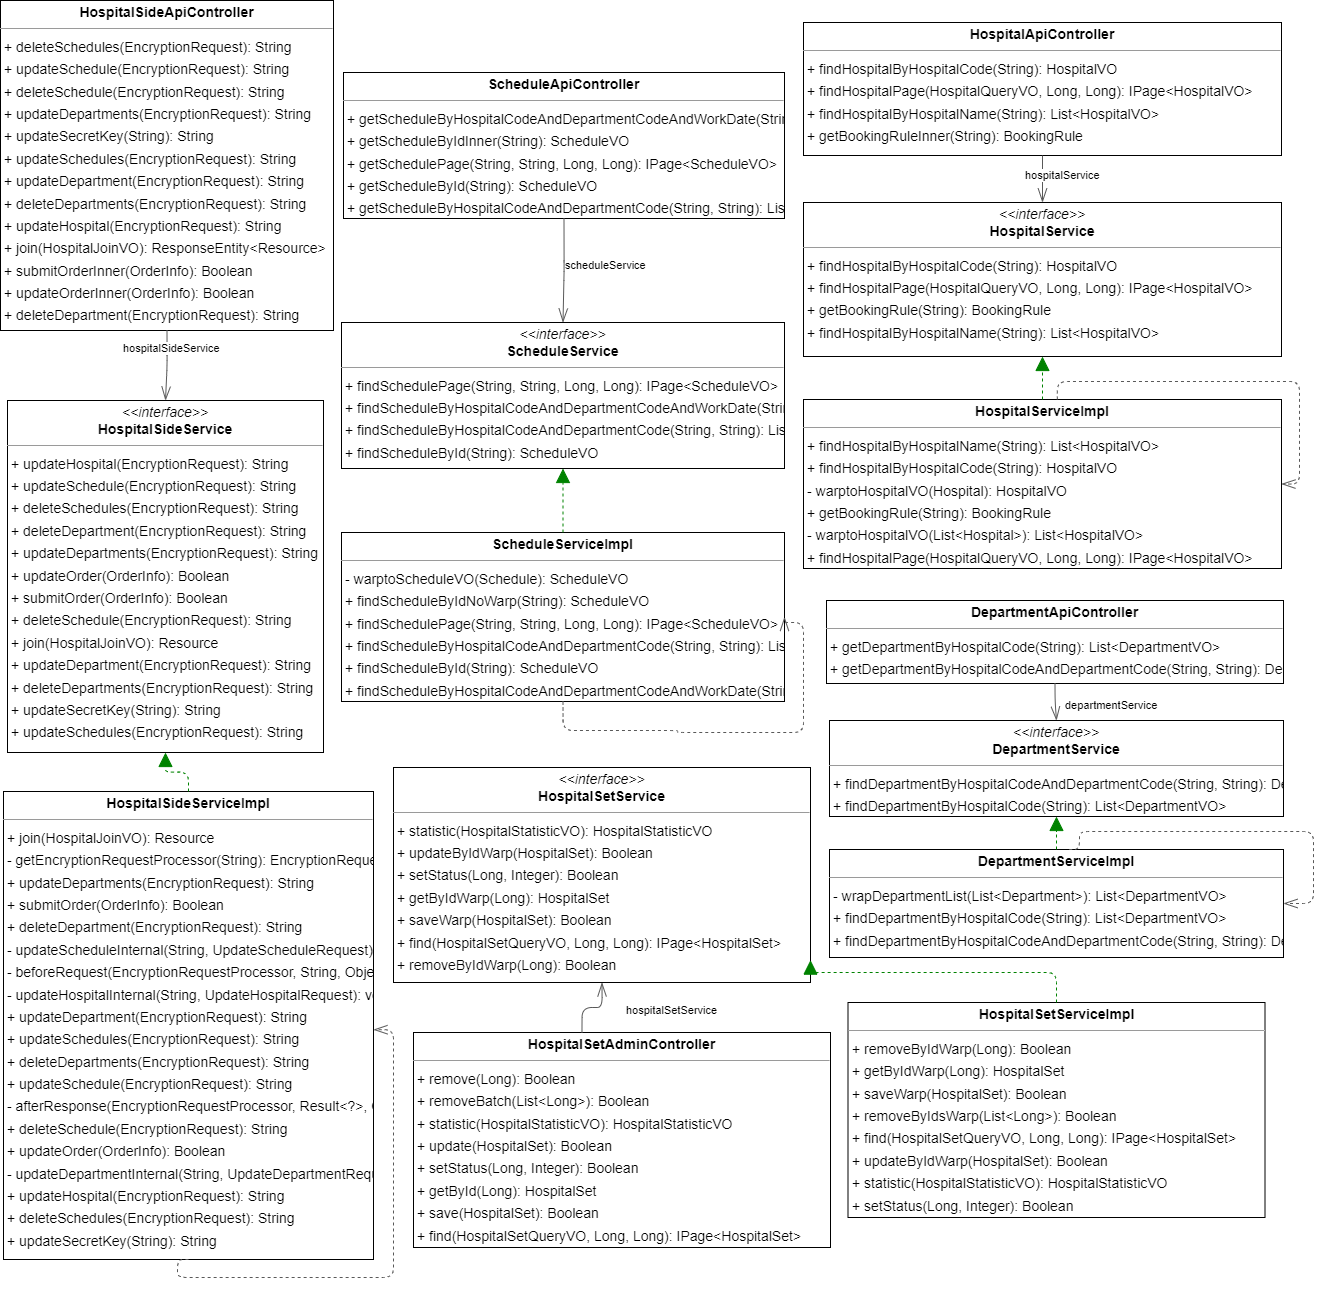 HospitalSideApiController
+ deleteSchedules(EncryptionRequest): String
+ updateSchedule(EncryptionRequest): String
+ deleteSchedule(EncryptionRequest): String
+ updateDepartments(EncryptionRequest): String
+ updateSecretKey(String): String
+ updateSchedules(EncryptionRequest): String
+ updateDepartment(EncryptionRequest): String
+ deleteDepartments(EncryptionRequest): String
+ updateHospital(EncryptionRequest): String
+ join(HospitalJoinVO): ResponseEntity<Resource>
+ submitOrderInner(OrderInfo): Boolean
+ updateOrderInner(OrderInfo): Boolean
+ deleteDepartment(EncryptionRequest): String
hospitalSideService
<<interface>>
HospitalSideService
+ updateHospital(EncryptionRequest): String
+ updateSchedule(EncryptionRequest): String
+ deleteSchedules(EncryptionRequest): String
+ deleteDepartment(EncryptionRequest): String
+ updateDepartments(EncryptionRequest): String
+ updateOrder(OrderInfo): Boolean
+ submitOrder(OrderInfo): Boolean
+ deleteSchedule(EncryptionRequest): String
+ join(HospitalJoinVO): Resource
+ updateDepartment(EncryptionRequest): String
+ deleteDepartments(EncryptionRequest): String
+ updateSecretKey(String): String
+ updateSchedules(EncryptionRequest): String
HospitalSideServiceImpl
+ join(HospitalJoinVO): Resource
- getEncryptionRequestProcessor(String): EncryptionReque
+ updateDepartments(EncryptionRequest): String
+ submitOrder(OrderInfo): Boolean
+ deleteDepartment(EncryptionRequest): String
- updateScheduleInternal(String, UpdateScheduleRequest)
- beforeRequest(EncryptionRequestProcessor, String, Obje
- updateHospitalInternal(String, UpdateHospitalRequest): v
+ updateDepartment(EncryptionRequest): String
+ updateSchedules(EncryptionRequest): String
+ deleteDepartments(EncryptionRequest): String
+ updateSchedule(EncryptionRequest): String
- afterResponse(EncryptionRequestProcessor, Result<?>,
+ deleteSchedule(EncryptionRequest): String
+ updateOrder(OrderInfo): Boolean
- updateDepartmentInternal(String, UpdateDepartmentRequ
+ updateHospital(EncryptionRequest): String
+ deleteSchedules(EncryptionRequest): String
+ updateSecretKey(String): String
ScheduleApiController
+ getScheduleByHospitalCodeAndDepartmentCodeAndWorkDate(Strin
+ getScheduleByIdInner(String): ScheduleVO
+ getSchedulePage(String, String, Long, Long): IPage<ScheduleVO>
+ getScheduleById(String): ScheduleVO
+ getScheduleByHospitalCodeAndDepartmentCode(String, String): Lis
scheduleService
<<interface>>
ScheduleService
+ findSchedulePage(String, String, Long, Long): IPage<ScheduleVO>
+ findScheduleByHospitalCodeAndDepartmentCodeAndWorkDate(Strin
+ findScheduleByHospitalCodeAndDepartmentCode(String, String): Lis
+ findScheduleById(String): ScheduleVO
ScheduleServiceImpl
- warptoScheduleVO(Schedule): ScheduleVO
+ findScheduleByIdNoWarp(String): ScheduleVO
+ findSchedulePage(String, String, Long, Long): IPage<ScheduleVO>
+ findScheduleByHospitalCodeAndDepartmentCode(String, String): Lis
+ findScheduleById(String): ScheduleVO
+ findScheduleByHospitalCodeAndDepartmentCodeAndWorkDate(Strin
<<interface>>
HospitalSetService
+ statistic(HospitalStatisticVO): HospitalStatisticVO
+ updateByIdWarp(HospitalSet): Boolean
+ setStatus(Long, Integer): Boolean
+ getByIdWarp(Long): HospitalSet
+ saveWarp(HospitalSet): Boolean
+ find(HospitalSetQueryVO, Long, Long): IPage<HospitalSet>
+ removeByIdWarp(Long): Boolean
hospitalSetService
HospitalSetAdminController
+ remove(Long): Boolean
+ removeBatch(List<Long>): Boolean
+ statistic(HospitalStatisticVO): HospitalStatisticVO
+ update(HospitalSet): Boolean
+ setStatus(Long, Integer): Boolean
+ getById(Long): HospitalSet
+ save(HospitalSet): Boolean
+ find(HospitalSetQueryVO, Long, Long): IPage<HospitalSet>
HospitalApiController
+ findHospitalByHospitalCode(String): HospitalVO
+ findHospitalPage(HospitalQueryVO, Long, Long): IPage<HospitalVO>
+ findHospitalByHospitalName(String): List<HospitalVO>
+ getBookingRuleInner(String): BookingRule
hospitalService
<<interface>>
HospitalService
+ findHospitalByHospitalCode(String): HospitalVO
+ findHospitalPage(HospitalQueryVO, Long, Long): IPage<HospitalVO>
+ getBookingRule(String): BookingRule
+ findHospitalByHospitalName(String): List<HospitalVO>
HospitalServiceImpl
+ findHospitalByHospitalName(String): List<HospitalVO>
+ findHospitalByHospitalCode(String): HospitalVO
- warptoHospitalVO(Hospital): HospitalVO
+ getBookingRule(String): BookingRule
- warptoHospitalVO(List<Hospital>): List<HospitalVO>
+ findHospitalPage(HospitalQueryVO, Long, Long): IPage<HospitalVO>
DepartmentApiController
+ getDepartmentByHospitalCode(String): List<DepartmentVO>
+ getDepartmentByHospitalCodeAndDepartmentCode(String, String): De
departmentService
<<interface>>
DepartmentService
+ findDepartmentByHospitalCodeAndDepartmentCode(String, String): De
+ findDepartmentByHospitalCode(String): List<DepartmentVO>
DepartmentServiceImpl
- wrapDepartmentList(List<Department>): List<DepartmentVO>
+ findDepartmentByHospitalCode(String): List<DepartmentVO>
+ findDepartmentByHospitalCodeAndDepartmentCode(String, String): De
HospitalSetServiceImpl
+ removeByIdWarp(Long): Boolean
+ getByIdWarp(Long): HospitalSet
+ saveWarp(HospitalSet): Boolean
+ removeByIdsWarp(List<Long>): Boolean
+ find(HospitalSetQueryVO, Long, Long): IPage<HospitalSet>
+ updateByIdWarp(HospitalSet): Boolean
+ statistic(HospitalStatisticVO): HospitalStatisticVO
+ setStatus(Long, Integer): Boolean